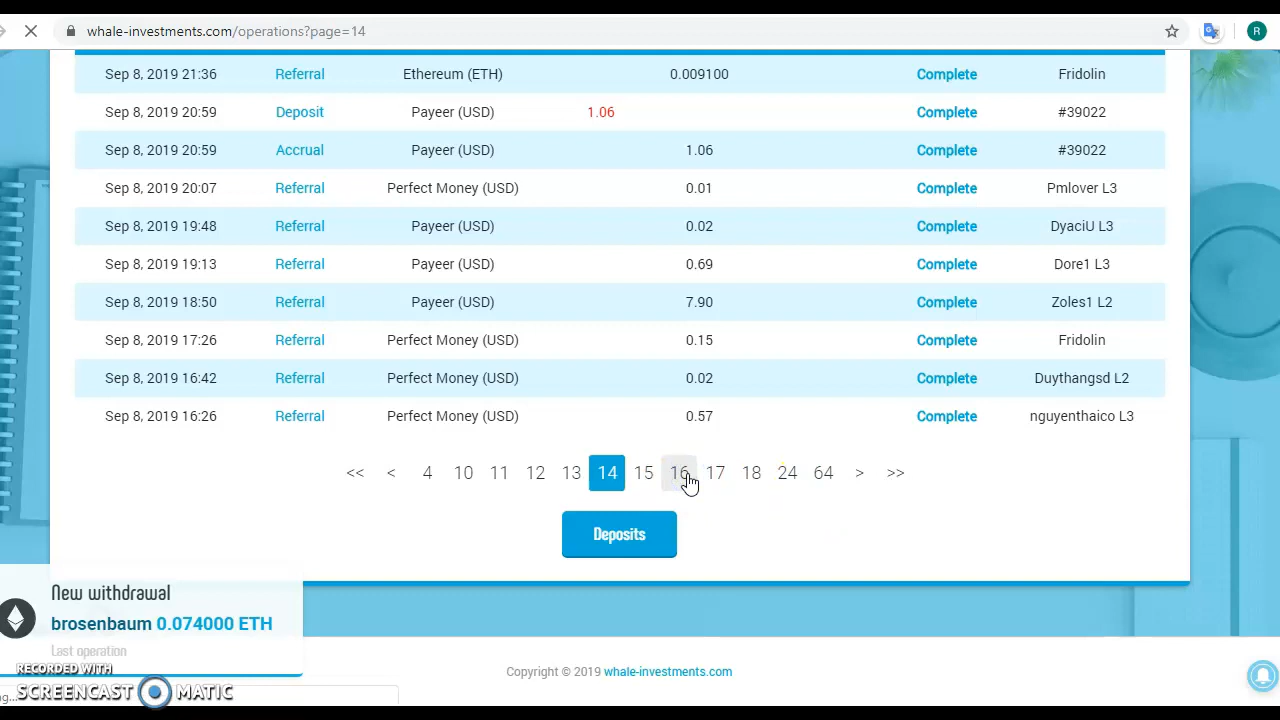 whale-investments.com/operations?page=14
R
Sep 8, 2019 21:36 Referral Ethereum (ETH) 0.009100 Complete Fridolin
Sep 8, 2019 20:59 Deposit Payeer (USD) 1.06 Complete #39022
Sep 8, 2019 20:59 Accrual Payeer (USD) 1.06 Complete #39022
Sep 8, 2019 20:07 Referral Perfect Money (USD) 0.01 Complete Pmlover L3
Sep 8, 2019 19:48 Referral Payeer (USD) 0.02 Complete DyaciU L3
Sep 8, 2019 19:13 Referral Payeer (USD) 0.69 Complete Dore1 L3
Sep 8, 2019 18:50 Referral Payeer (USD) 7.90 Complete Zoles1 L2
Sep 8, 2019 17:26 Referral Perfect Money (USD) 0.15 Complete Fridolin
Sep 8, 2019 16:42 Referral Perfect Money (USD) 0.02 Complete Duythangsd L2
Sep 8, 2019 16:26 Referral Perfect Money (USD) 0.57 Complete nguyenthaico L3
<< < 4 10 11 12 13 14 15 16 17 18 24 64 > >>
Deposits
New withdrawal
brosenbaum 0.074000 ETH
Last operation
Copyright © 2019 whale-investments.com
RECORDED WITH
SCREENCAST MATIC